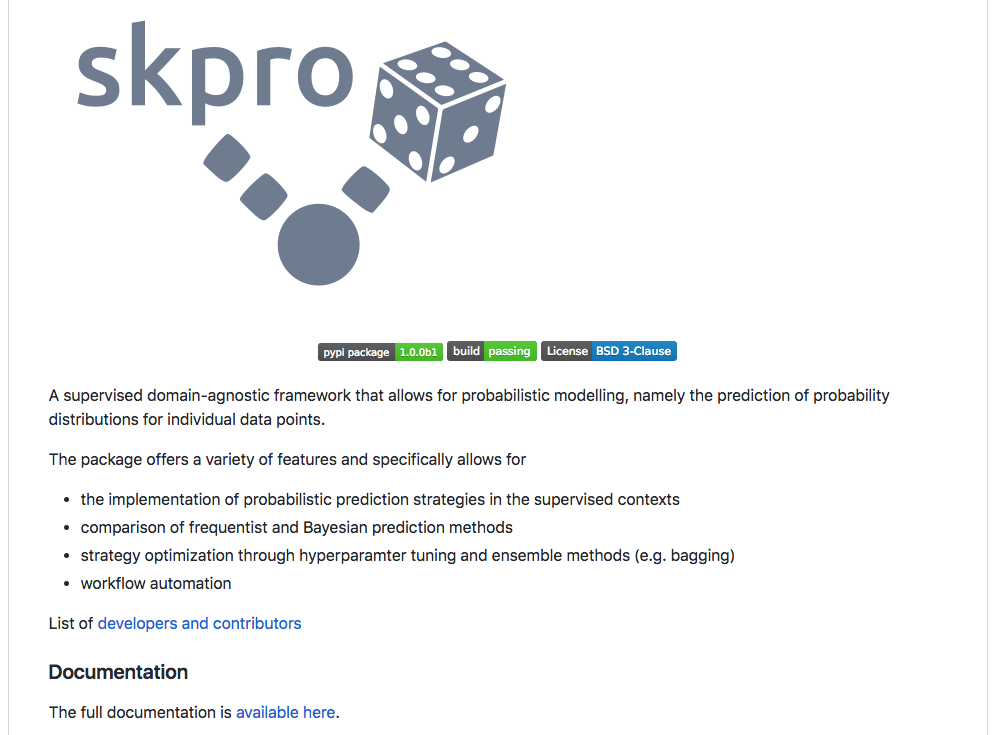 skpro
pypi package 1.0.0b1 build passing License BSD 3-Clause
A supervised domain-agnostic framework that allows for probabilistic modelling, namely the prediction of probability
distributions for individual data points.
The package offers a variety of features and specifically allows for
• the implementation of probabilistic prediction strategies in the supervised contexts
• comparison of frequentist and Bayesian prediction methods
• strategy optimization through hyperparamter tuning and ensemble methods (e.g. bagging)
• workflow automation
List of developers and contributors
Documentation
The full documentation is available here.